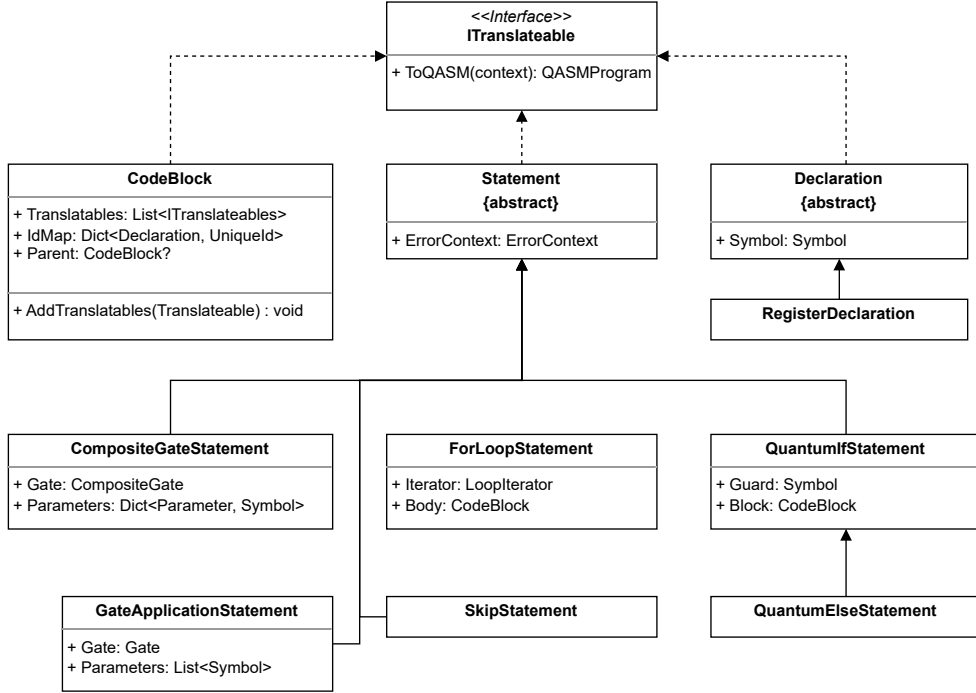 <<Interface>>
ITranslateable
+ ToQASM(context): QASMProgram
CodeBlock
+ Translatables: List<ITranslateables>
+ IdMap: Dict<Declaration, UniqueId>
+ Parent: CodeBlock?
+ AddTranslatables(Translateable) : void
Statement
{abstract}
+ ErrorContext: ErrorContext
Declaration
{abstract}
+ Symbol: Symbol
RegisterDeclaration
CompositeGateStatement
+ Gate: CompositeGate
+ Parameters: Dict<Parameter, Symbol>
ForLoopStatement
+ Iterator: LoopIterator
+ Body: CodeBlock
QuantumIfStatement
+ Guard: Symbol
+ Block: CodeBlock
GateApplicationStatement
+ Gate: Gate
+ Parameters: List<Symbol>
SkipStatement
QuantumElseStatement